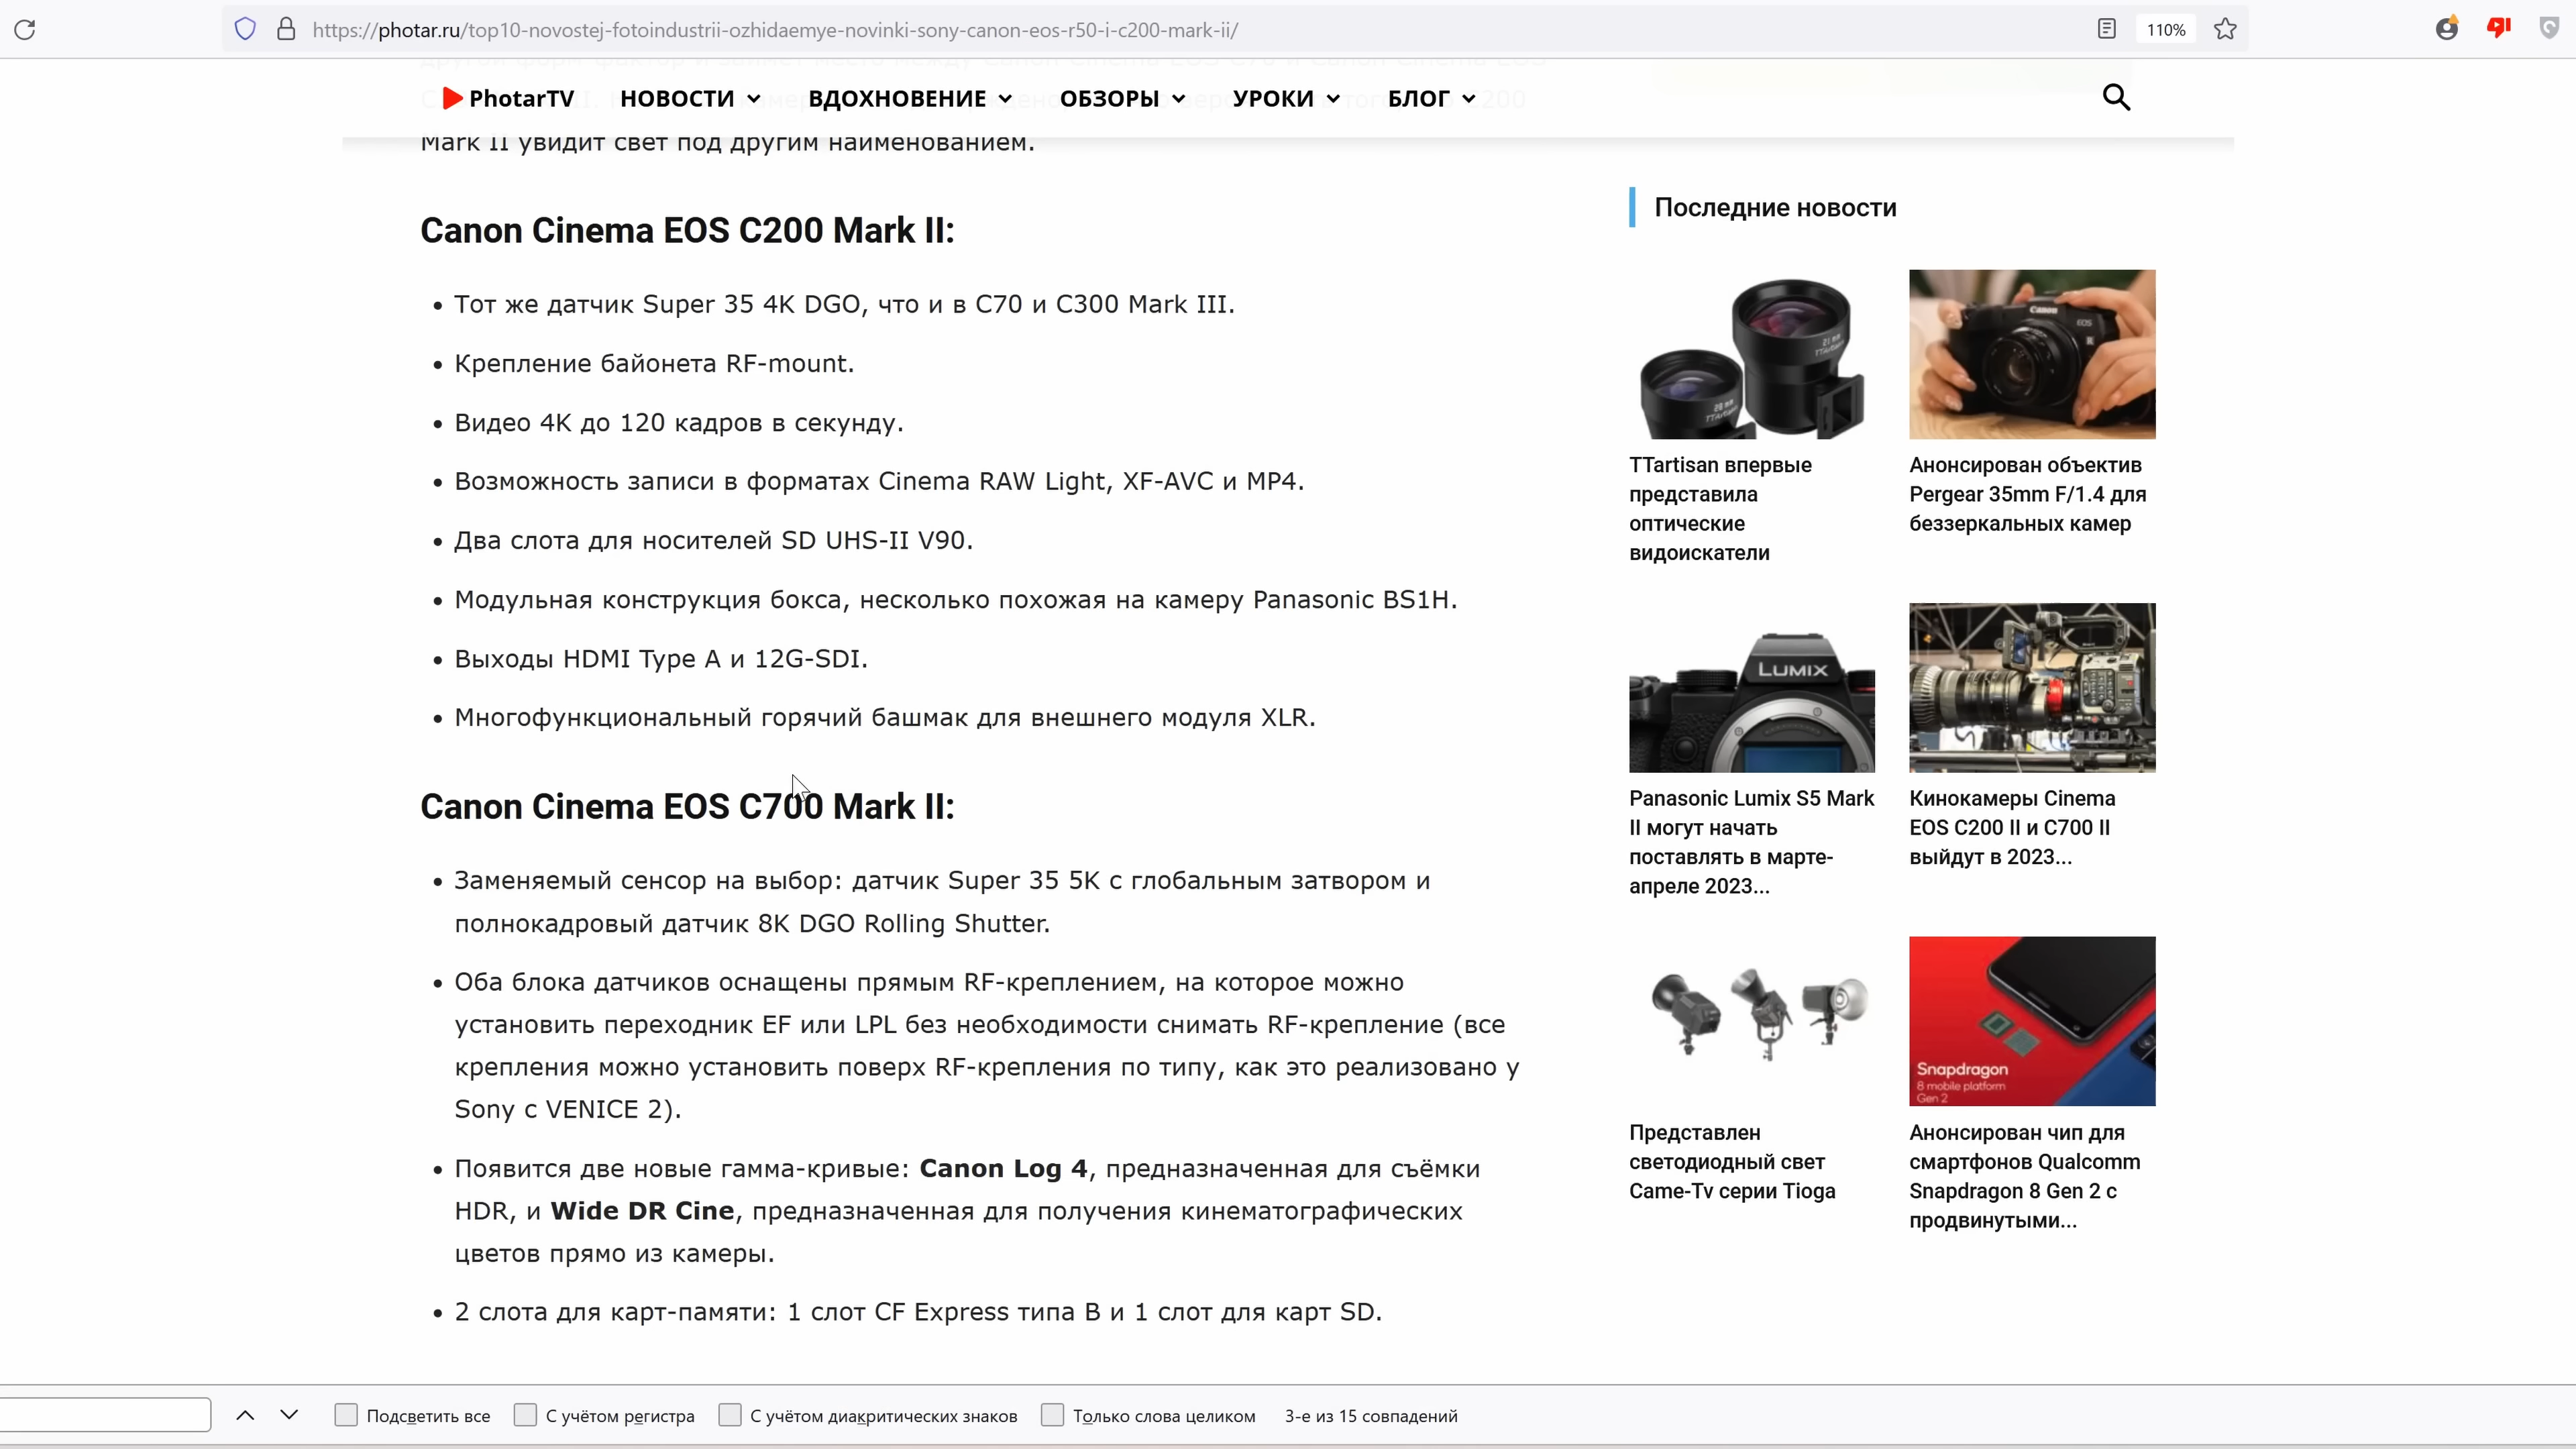 https://photar.ru/top10-novostej-fotoindustrii-ozhidaemye-novinki-sony-canon-eos-r50-i-c200-mark-ii/
110%
PhotarTV НОВОСТИ ВДОХНОВЕНИЕ ОБЗОРЫ УРОКИ БЛОГ
Mark II увидит свет под другим наименованием.
Canon Cinema EOS C200 Mark II:
• Тот же датчик Super 35 4K DGO, что и в C70 и C300 Mark III.
• Крепление байонета RF-mount.
• Видео 4K до 120 кадров в секунду.
• Возможность записи в форматах Cinema RAW Light, XF-AVC и MP4.
• Два слота для носителей SD UHS-II V90.
• Модульная конструкция бокса, несколько похожая на камеру Panasonic BS1H.
• Выходы HDMI Type A и 12G-SDI.
• Многофункциональный горячий башмак для внешнего модуля XLR.
Canon Cinema EOS C700 Mark II:
• Заменяемый сенсор на выбор: датчик Super 35 5K с глобальным затвором и
полнокадровый датчик 8K DGO Rolling Shutter.
• Оба блока датчиков оснащены прямым RF-креплением, на которое можно
установить переходник EF или LPL без необходимости снимать RF-крепление (все
крепления можно установить поверх RF-крепления по типу, как это реализовано у
Sony с VENICE 2).
• Появится две новые гамма-кривые: Canon Log 4, предназначенная для съёмки
HDR, и Wide DR Cine, предназначенная для получения кинематографических
цветов прямо из камеры.
• 2 слота для карт-памяти: 1 слот CF Express типа B и 1 слот для карт SD.
Последние новости
TTartisan впервые
представила
оптические
видоискатели
Canon
EOS
R
Анонсирован объектив
Pergear 35mm F/1.4 для
беззеркальных камер
LUMIX
Panasonic Lumix S5 Mark
II могут начать
поставлять в марте-
апреле 2023...
Кинокамеры Cinema
EOS C200 II и C700 II
выйдут в 2023...
Представлен
светодиодный свет
Came-Tv серии Tioga
Snapdragon
8 mobile platform
Gen 2
Анонсирован чип для
смартфонов Qualcomm
Snapdragon 8 Gen 2 с
продвинутыми...
Подсветить все С учётом регистра С учётом диакритических знаков Только слова целиком 3-е из 15 совпадений